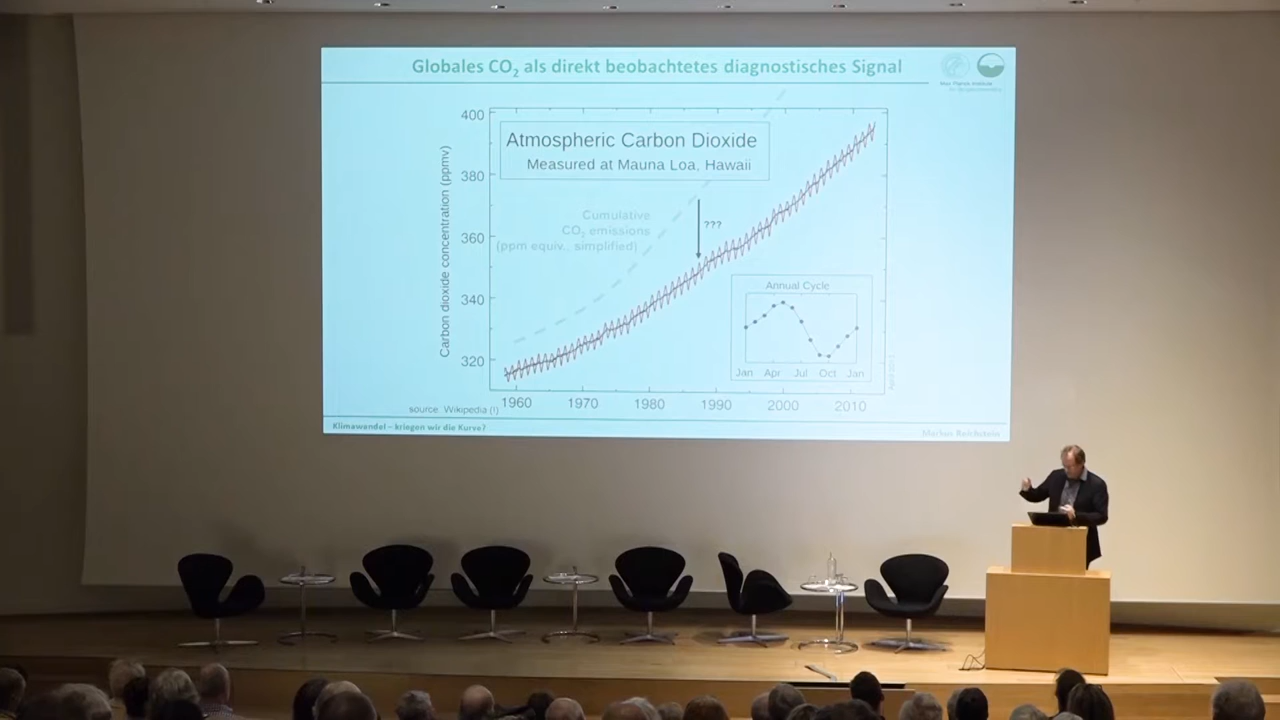 Globales CO₂ als direkt beobachtetes diagnostisches Signal
Atmospheric Carbon Dioxide
Measured at Mauna Loa, Hawaii
Carbon dioxide concentration (ppmv)
400
380
360
340
320
Cumulative
CO₂ emissions
(ppm equiv., simplified)
???
Annual Cycle
Jan Apr Jul Oct Jan
1960 1970 1980 1990 2000 2010
source: Wikipedia (!)
Klimawandel – kriegen wir die Kurve?
Markus Reichstein